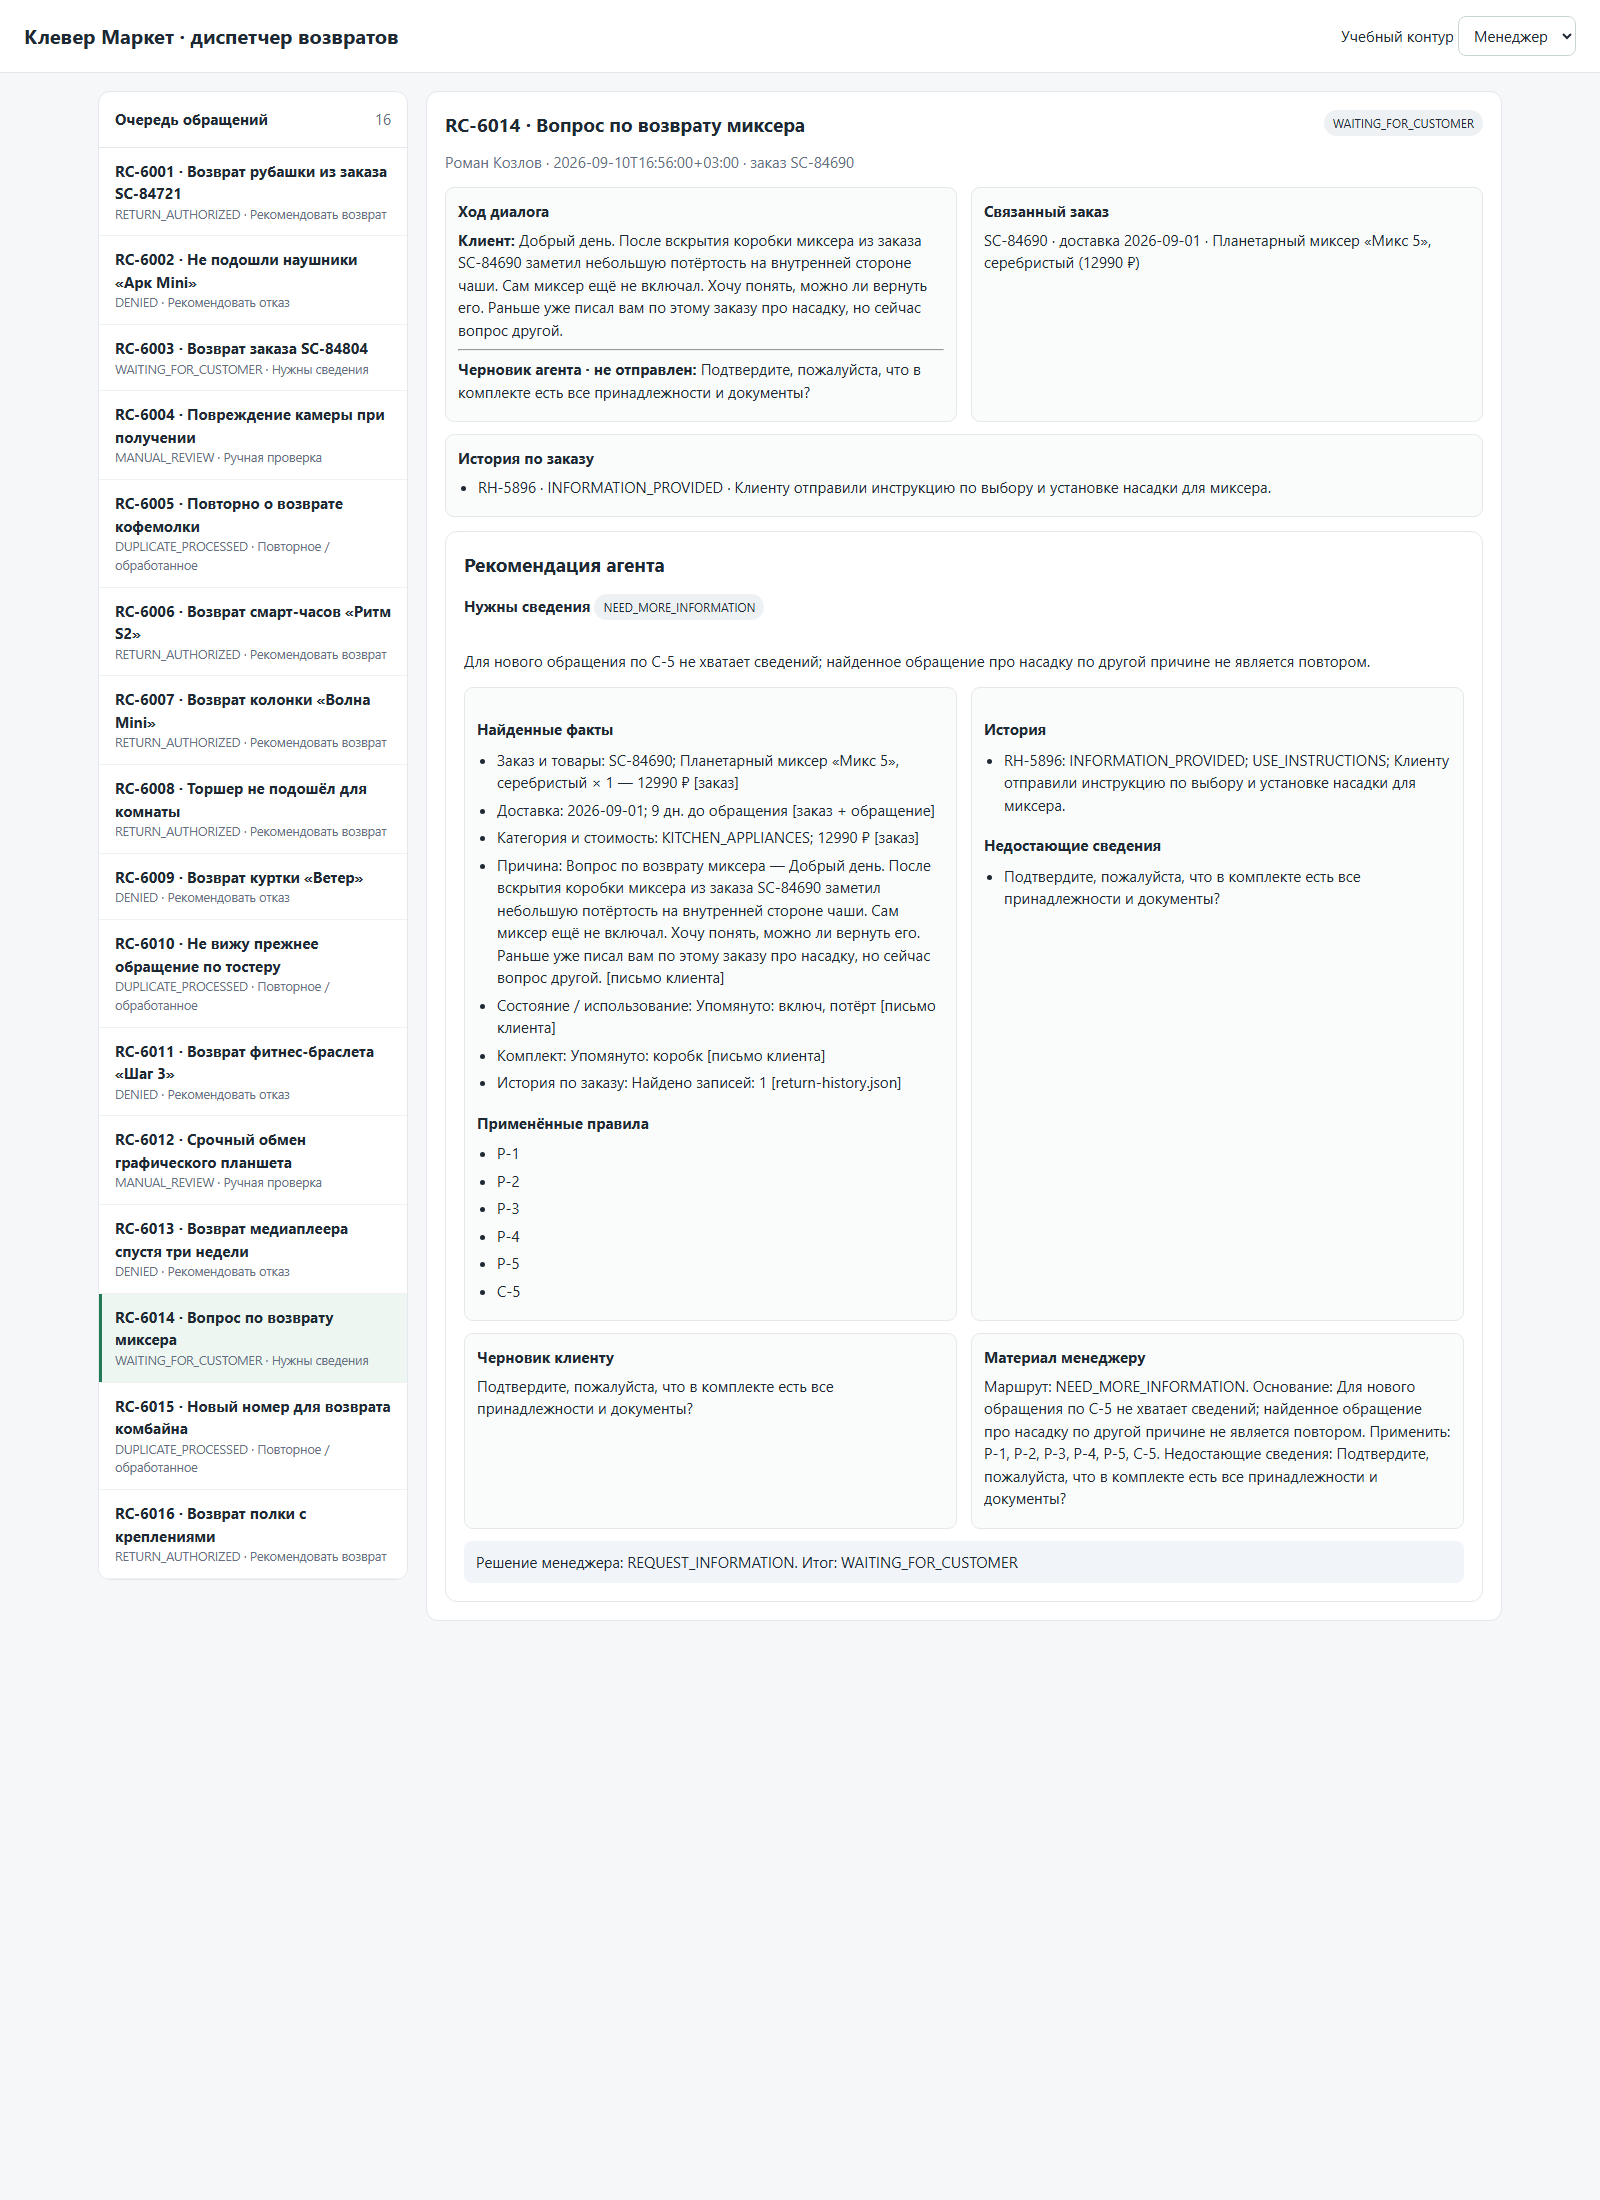 Клевер Маркет · диспетчер возвратов
Учебный контур
Менеджер
Очередь обращений
16
RC-6001 · Возврат рубашки из заказа
SC-84721
RETURN_AUTHORIZED · Рекомендовать возврат
RC-6002 · Не подошли наушники
«Арк Mini»
DENIED · Рекомендовать отказ
RC-6003 · Возврат заказа SC-84804
WAITING_FOR_CUSTOMER · Нужны сведения
RC-6004 · Повреждение камеры при
получении
MANUAL_REVIEW · Ручная проверка
RC-6005 · Повторно о возврате
кофемолки
DUPLICATE_PROCESSED · Повторное /
обработанное
RC-6006 · Возврат смарт-часов «Ритм
S2»
RETURN_AUTHORIZED · Рекомендовать возврат
RC-6007 · Возврат колонки «Волна
Mini»
RETURN_AUTHORIZED · Рекомендовать возврат
RC-6008 · Торшер не подошёл для
комнаты
RETURN_AUTHORIZED · Рекомендовать возврат
RC-6009 · Возврат куртки «Ветер»
DENIED · Рекомендовать отказ
RC-6010 · Не вижу прежнее
обращение по тостеру
DUPLICATE_PROCESSED · Повторное /
обработанное
RC-6011 · Возврат фитнес-браслета
«Шаг 3»
DENIED · Рекомендовать отказ
RC-6012 · Срочный обмен
графического планшета
MANUAL_REVIEW · Ручная проверка
RC-6013 · Возврат медиаплеера
спустя три недели
DENIED · Рекомендовать отказ
RC-6014 · Вопрос по возврату
миксера
WAITING_FOR_CUSTOMER · Нужны сведения
RC-6015 · Новый номер для возврата
комбайна
DUPLICATE_PROCESSED · Повторное /
обработанное
RC-6016 · Возврат полки с
креплениями
RETURN_AUTHORIZED · Рекомендовать возврат
RC-6014 · Вопрос по возврату миксера
WAITING_FOR_CUSTOMER
Роман Козлов · 2026-09-10T16:56:00+03:00 · заказ SC-84690
Ход диалога
Клиент: Добрый день. После вскрытия коробки миксера из заказа
SC-84690 заметил небольшую потёртость на внутренней стороне
чаши. Сам миксер ещё не включал. Хочу понять, можно ли вернуть
его. Раньше уже писал вам по этому заказу про насадку, но сейчас
вопрос другой.
Черновик агента · не отправлен: Подтвердите, пожалуйста, что в
комплекте есть все принадлежности и документы?
Связанный заказ
SC-84690 · доставка 2026-09-01 · Планетарный миксер «Микс 5»,
серебристый (12990 ₽)
История по заказу
• RH-5896 · INFORMATION_PROVIDED · Клиенту отправили инструкцию по выбору и установке насадки для миксера.
Рекомендация агента
Нужны сведения NEED_MORE_INFORMATION
Для нового обращения по С-5 не хватает сведений; найденное обращение про насадку по другой причине не является повтором.
Найденные факты
• Заказ и товары: SC-84690; Планетарный миксер «Микс 5»,
серебристый × 1 — 12990 ₽ [заказ]
• Доставка: 2026-09-01; 9 дн. до обращения [заказ + обращение]
• Категория и стоимость: KITCHEN_APPLIANCES; 12990 ₽ [заказ]
• Причина: Вопрос по возврату миксера — Добрый день. После
вскрытия коробки миксера из заказа SC-84690 заметил
небольшую потёртость на внутренней стороне чаши. Сам
миксер ещё не включал. Хочу понять, можно ли вернуть его.
Раньше уже писал вам по этому заказу про насадку, но сейчас
вопрос другой. [письмо клиента]
• Состояние / использование: Упомянуто: включ, потёрт [письмо
клиента]
• Комплект: Упомянуто: коробк [письмо клиента]
• История по заказу: Найдено записей: 1 [return-history.json]
Применённые правила
• Р-1
• Р-2
• Р-3
• Р-4
• Р-5
• С-5
История
• RH-5896: INFORMATION_PROVIDED; USE_INSTRUCTIONS; Клиенту
отправили инструкцию по выбору и установке насадки для
миксера.
Недостающие сведения
• Подтвердите, пожалуйста, что в комплекте есть все
принадлежности и документы?
Черновик клиенту
Подтвердите, пожалуйста, что в комплекте есть все
принадлежности и документы?
Материал менеджеру
Маршрут: NEED_MORE_INFORMATION. Основание: Для нового
обращения по С-5 не хватает сведений; найденное обращение
про насадку по другой причине не является повтором. Применить:
Р-1, Р-2, Р-3, Р-4, Р-5, С-5. Недостающие сведения: Подтвердите,
пожалуйста, что в комплекте есть все принадлежности и
документы?
Решение менеджера: REQUEST_INFORMATION. Итог: WAITING_FOR_CUSTOMER